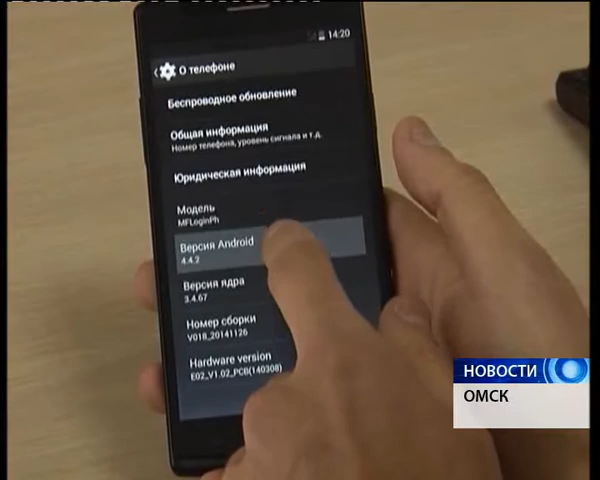 14:20
О телефоне
Беспроводное обновление
Общая информация
Номер телефона, уровень сигнала и т.д.
Юридическая информация
Модель
MFLoginPh
Версия Android
4.4.2
Версия ядра
3.4.67
Номер сборки
V018_20141126
Hardware version
E02_V1.02_PCB(140308)
НОВОСТИ
ОМСК